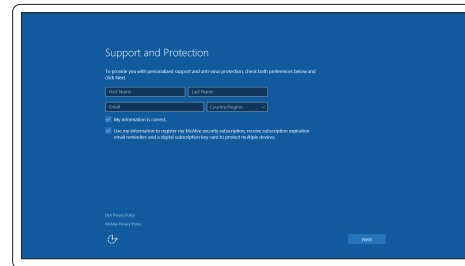 Support and Protection
To provide you with personalized support and anti-virus protection, check both preferences below and
click Next.
First Name
Last Name
Email
Country/Region
My information is correct.
Use my information to register my McAfee security subscription, receive subscription expiration
email reminders and a digital subscription key card to protect multiple devices.
Dell Privacy Policy
McAfee Privacy Policy
Next